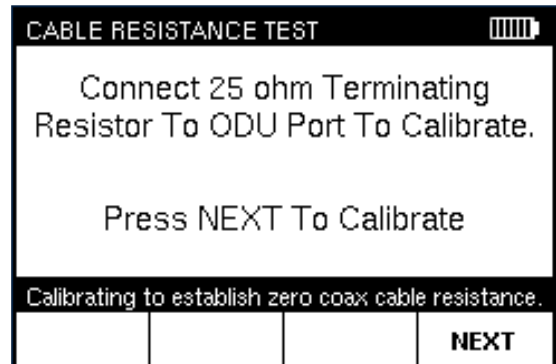 CABLE RESISTANCE TEST
Connect 25 ohm Terminating
Resistor To ODU Port To Calibrate.
Press NEXT To Calibrate
Calibrating to establish zero coax cable resistance.
NEXT